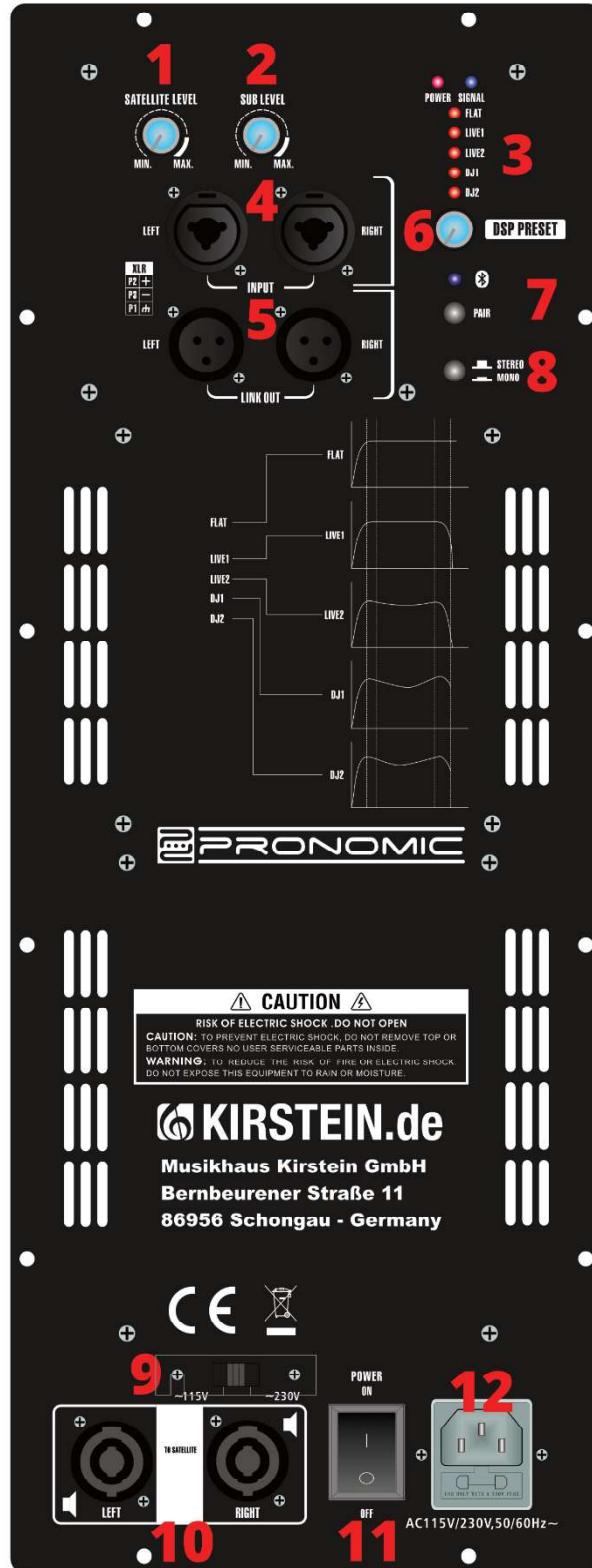 1 2
SATELLITE LEVEL SUB LEVEL
MIN. MAX. MIN. MAX.
POWER SIGNAL
FLAT
LIVE1
LIVE2
DJ1
DJ2
3
4
LEFT RIGHT
INPUT
6 DSP PRESET
XLR
P2 +
P3 −
P1
5
LEFT RIGHT
LINK OUT
PAIR
7
STEREO
MONO
8
FLAT
LIVE1
LIVE2
DJ1
DJ2
FLAT
LIVE1
LIVE2
DJ1
DJ2
PRONOMIC
CAUTION
RISK OF ELECTRIC SHOCK .DO NOT OPEN
CAUTION: TO PREVENT ELECTRIC SHOCK, DO NOT REMOVE TOP OR
BOTTOM COVERS NO USER SERVICEABLE PARTS INSIDE.
WARNING: TO REDUCE THE RISK OF FIRE OR ELECTRIC SHOCK
DO NOT EXPOSE THIS EQUIPMENT TO RAIN OR MOISTURE.
KIRSTEIN.de
Musikhaus Kirstein GmbH
Bernbeurener Straße 11
86956 Schongau - Germany
CE
9
~115V ~230V
TO SATELLITE
LEFT RIGHT
10
POWER
ON
I
O
OFF
11
12
USE ONLY WITH A 250V FUSE
AC115V/230V,50/60Hz~